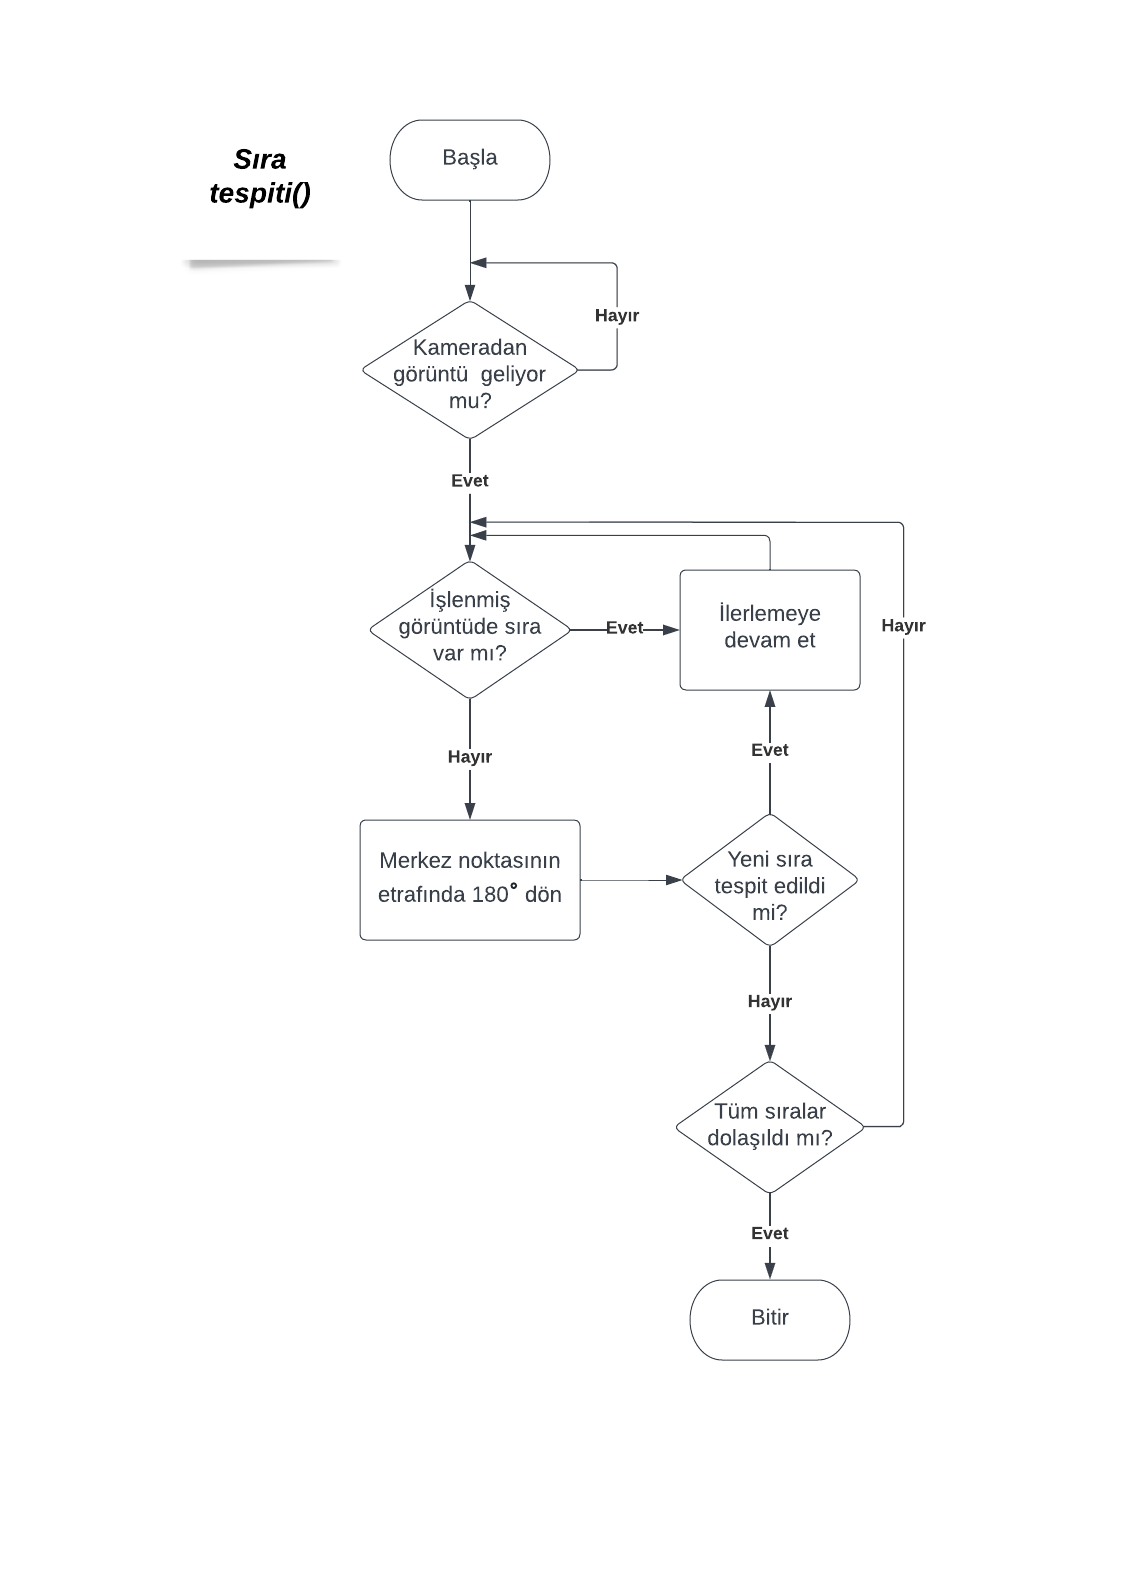 Sıra
tespiti()
Başla
Hayır
Kameradan
görüntü geliyor
mu?
Evet
İşlenmiş
görüntüde sıra
var mı?
Evet
İlerlemeye
devam et
Hayır
Hayır
Evet
Merkez noktasının
etrafında 180° dön
Yeni sıra
tespit edildi
mi?
Hayır
Tüm sıralar
dolaşıldı mı?
Evet
Bitir